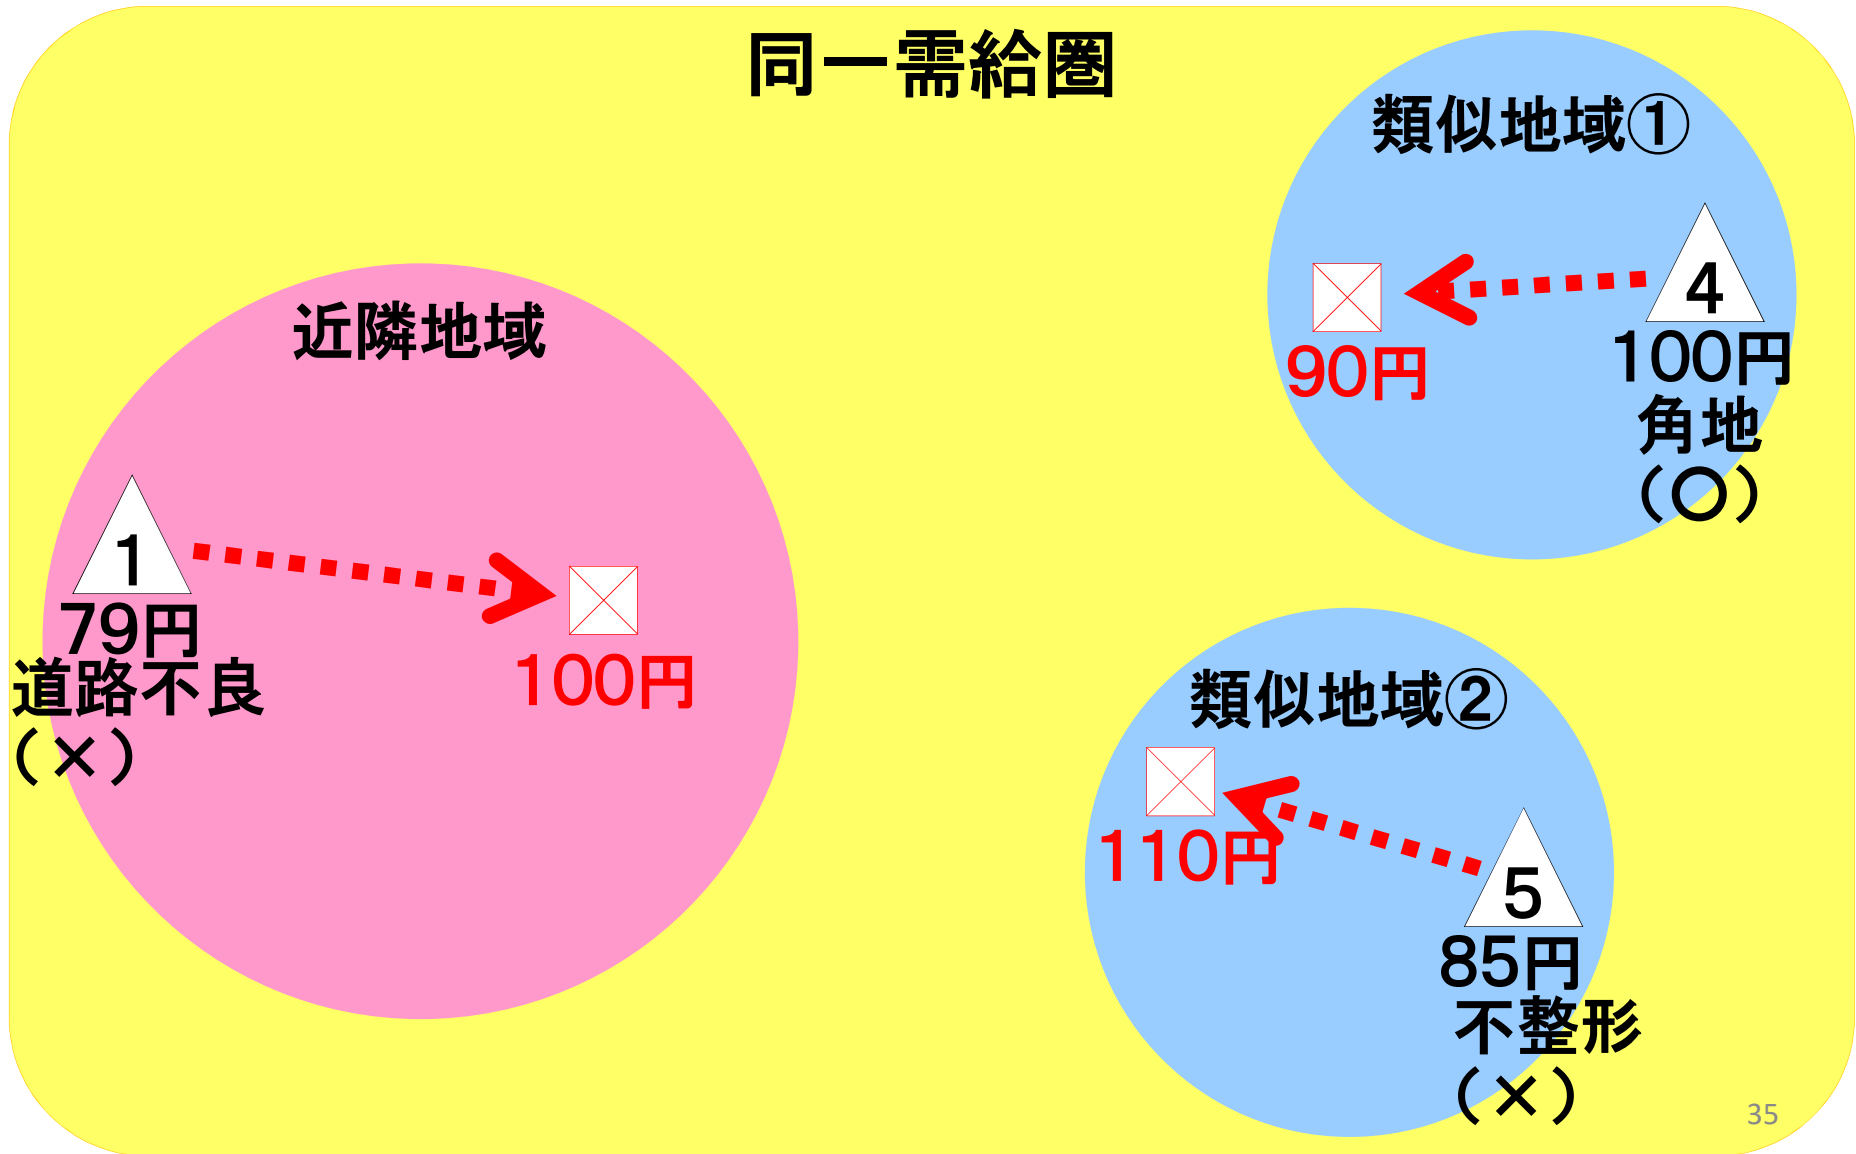 同一需給圏
類似地域①
4
90円
100円
角地
（○）
近隣地域
1
79円
道路不良
（×）
100円
類似地域②
110円
5
85円
不整形
（×）
35